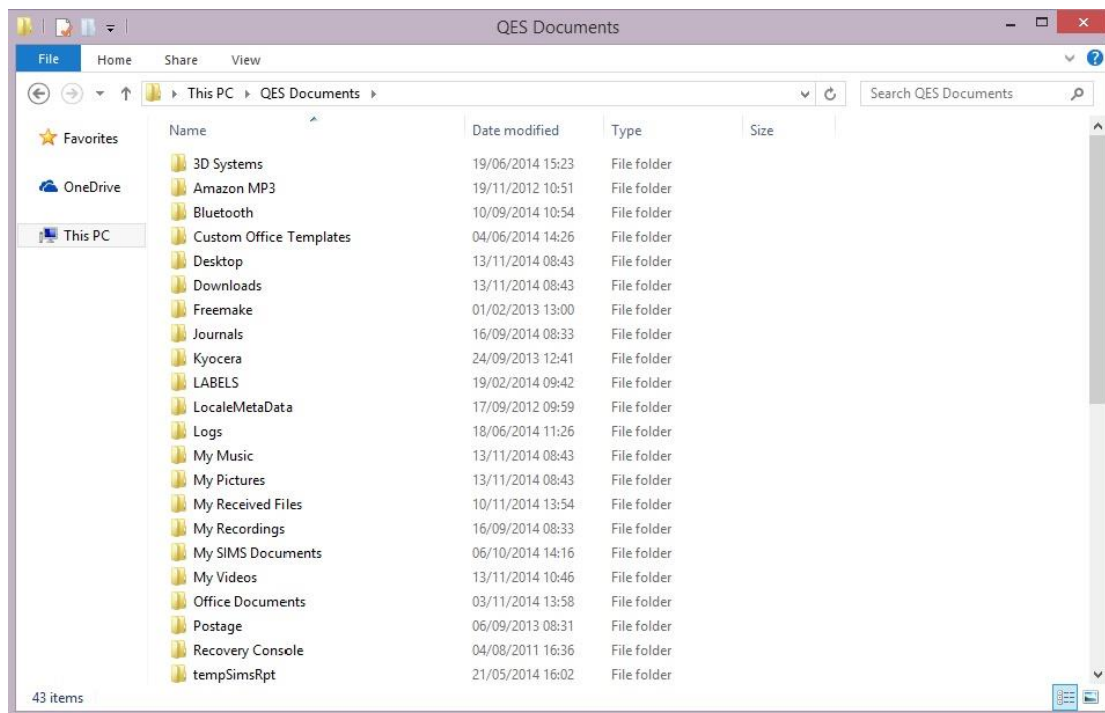 QES Documents
File Home Share View
This PC QES Documents Search QES Documents
Name Date modified Type Size
Favorites
OneDrive
This PC
3D Systems 19/06/2014 15:23 File folder
Amazon MP3 19/11/2012 10:51 File folder
Bluetooth 10/09/2014 10:54 File folder
Custom Office Templates 04/06/2014 14:26 File folder
Desktop 13/11/2014 08:43 File folder
Downloads 13/11/2014 08:43 File folder
Freemake 01/02/2013 13:00 File folder
Journals 16/09/2014 08:33 File folder
Kyocera 24/09/2013 12:41 File folder
LABELS 19/02/2014 09:42 File folder
LocaleMetaData 17/09/2012 09:59 File folder
Logs 18/06/2014 11:26 File folder
My Music 13/11/2014 08:43 File folder
My Pictures 13/11/2014 08:43 File folder
My Received Files 10/11/2014 13:54 File folder
My Recordings 16/09/2014 08:33 File folder
My SIMS Documents 06/10/2014 14:16 File folder
My Videos 13/11/2014 10:46 File folder
Office Documents 03/11/2014 13:58 File folder
Postage 06/09/2013 08:31 File folder
Recovery Console 04/08/2011 16:36 File folder
tempSimsRpt 21/05/2014 16:02 File folder
43 items